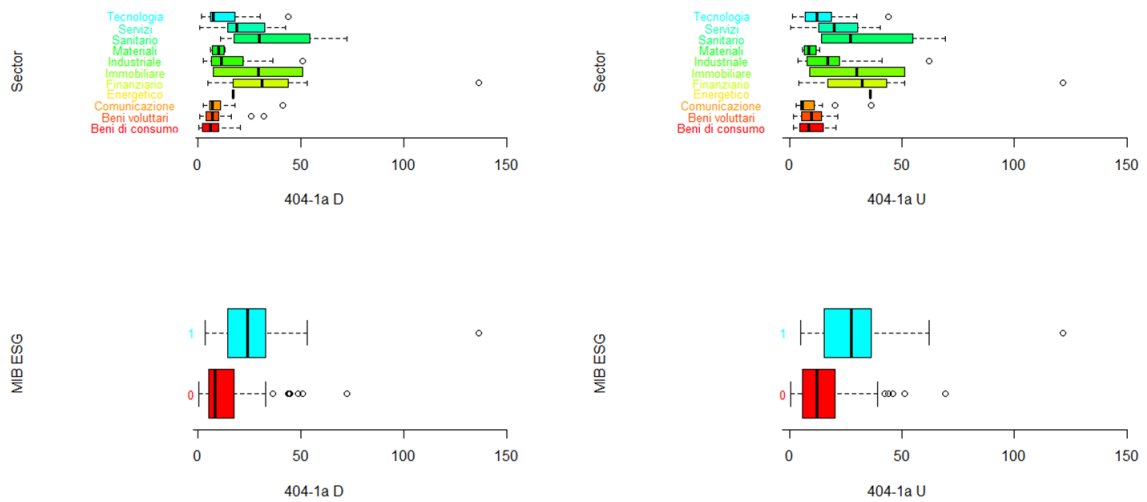 Sector
Tecnologia
Servizi
Sanitario
Materiali
Industriale
Immobiliare
Finanziario
Energetico
Comunicazione
Beni voluttari
Beni di consumo
0 50 100 150
404-1a D
Sector
Tecnologia
Servizi
Sanitario
Materiali
Industriale
Immobiliare
Finanziario
Energetico
Comunicazione
Beni voluttari
Beni di consumo
0 50 100 150
404-1a U
MIB ESG
1
0
0 50 100 150
404-1a D
MIB ESG
1
0
0 50 100 150
404-1a U